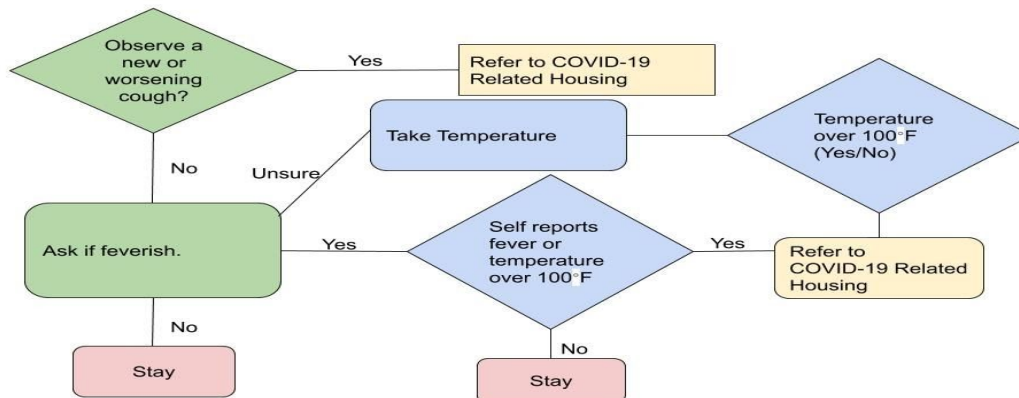 Observe a
new or
worsening
cough?
Yes
Refer to COVID-19
Related Housing
Take Temperature
Temperature
over 100°F
(Yes/No)
No
Unsure
Ask if feverish.
Yes
Self reports
fever or
temperature
over 100°F
Yes
Refer to
COVID-19 Related
Housing
No
Stay
No
Stay